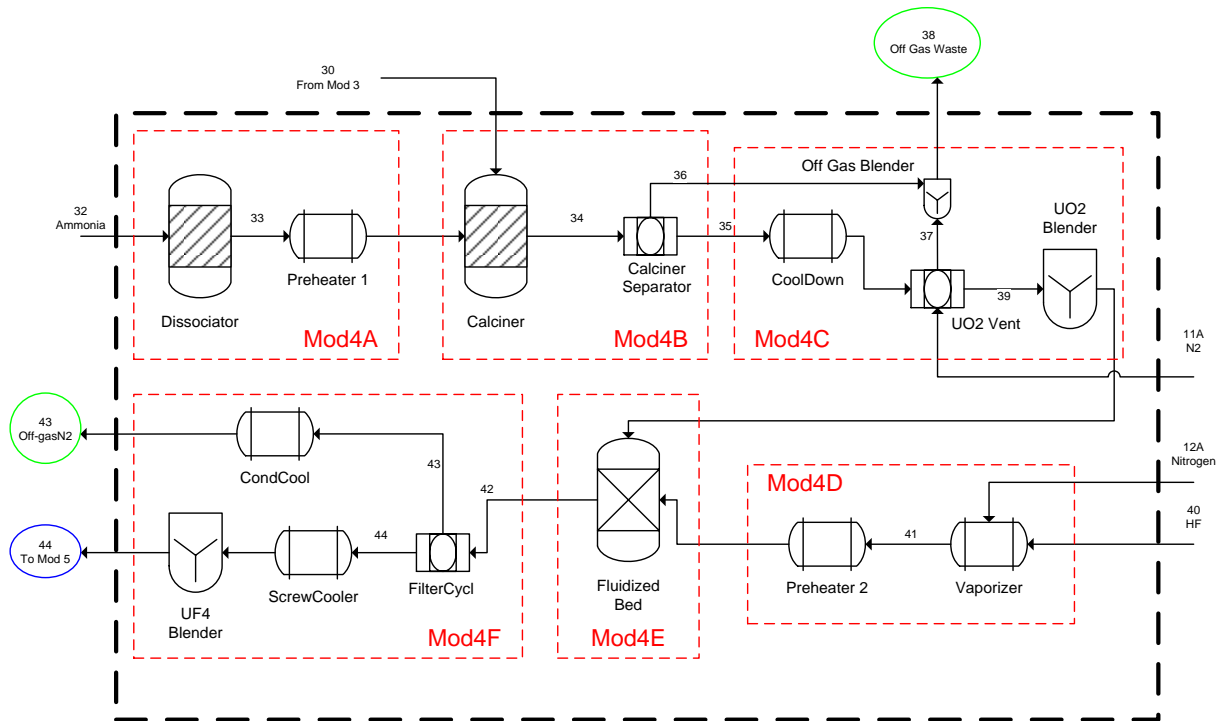 38
Off Gas Waste
30
From Mod 3
Off Gas Blender
36
UO2
Blender
32
Ammonia
33
34
35
37
Preheater 1
Calciner
Separator
CoolDown
39
Dissociator
Calciner
UO2 Vent
Mod4A
Mod4B
Mod4C
11A
N2
43
Off-gasN2
CondCool
43
42
Mod4D
12A
Nitrogen
40
HF
44
To Mod 5
44
41
UF4
Blender
ScrewCooler
FilterCycl
Fluidized
Bed
Preheater 2
Vaporizer
Mod4F
Mod4E